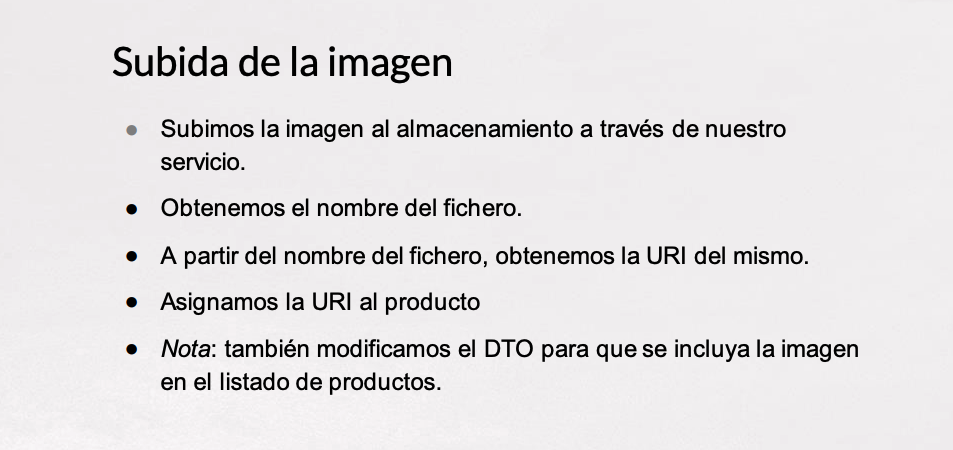 Subida de la imagen
● Subimos la imagen al almacenamiento a través de nuestro
servicio.
● Obtenemos el nombre del fichero.
● A partir del nombre del fichero, obtenemos la URI del mismo.
● Asignamos la URI al producto
● Nota: también modificamos el DTO para que se incluya la imagen
en el listado de productos.